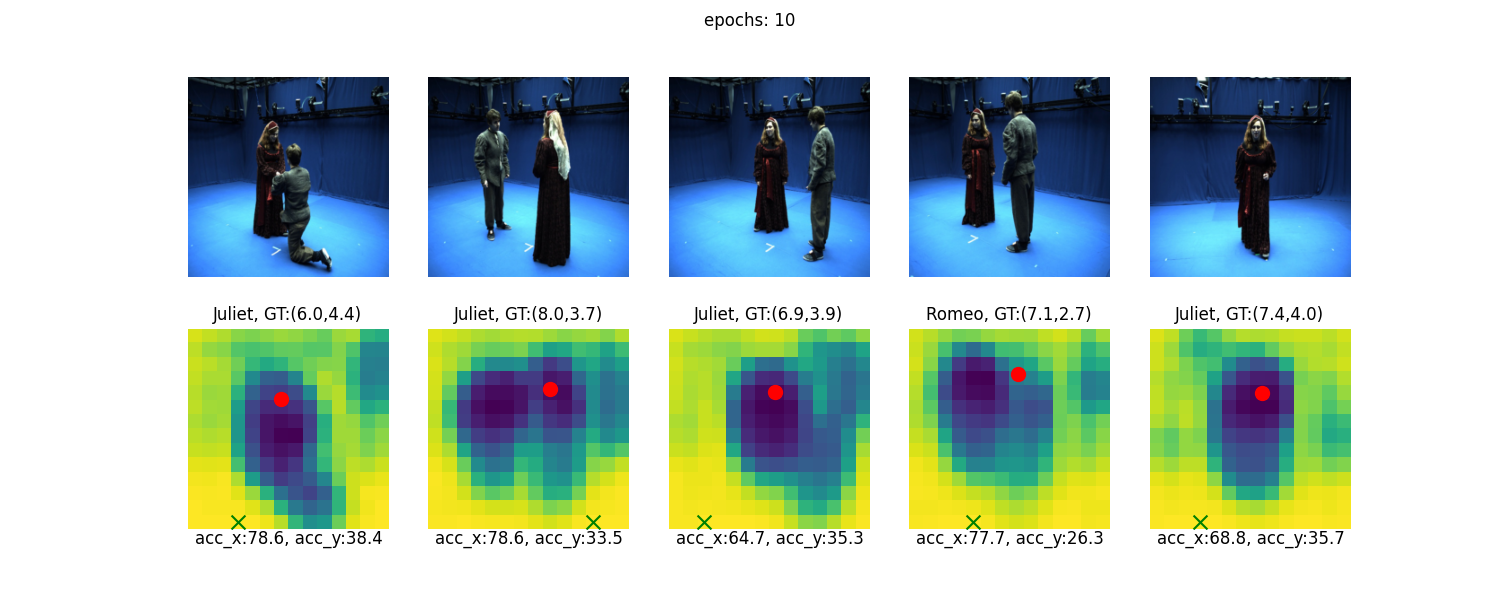 epochs: 10
Juliet, GT:(6.0,4.4)
Juliet, GT:(8.0,3.7)
Juliet, GT:(6.9,3.9)
Romeo, GT:(7.1,2.7)
Juliet, GT:(7.4,4.0)
acc_x:78.6, acc_y:38.4
acc_x:78.6, acc_y:33.5
acc_x:64.7, acc_y:35.3
acc_x:77.7, acc_y:26.3
acc_x:68.8, acc_y:35.7